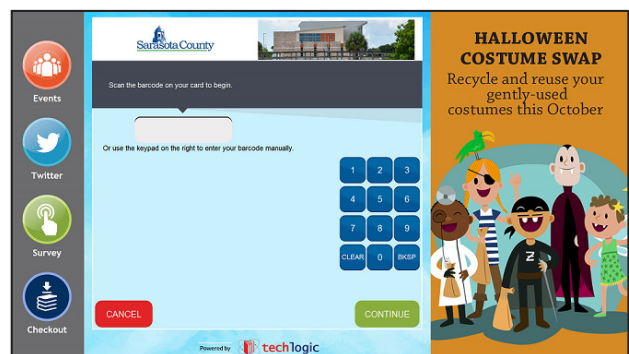 Events
Twitter
Survey
Checkout
Sarasota County
Scan the barcode on your card to begin.
Or use the keypad on the right to enter your barcode manually.
1 2 3
4 5 6
7 8 9
CLEAR 0 BKSP
CANCEL
CONTINUE
Powered by techlogic
HALLOWEEN
COSTUME SWAP
Recycle and reuse your
gently-used
costumes this October
Z